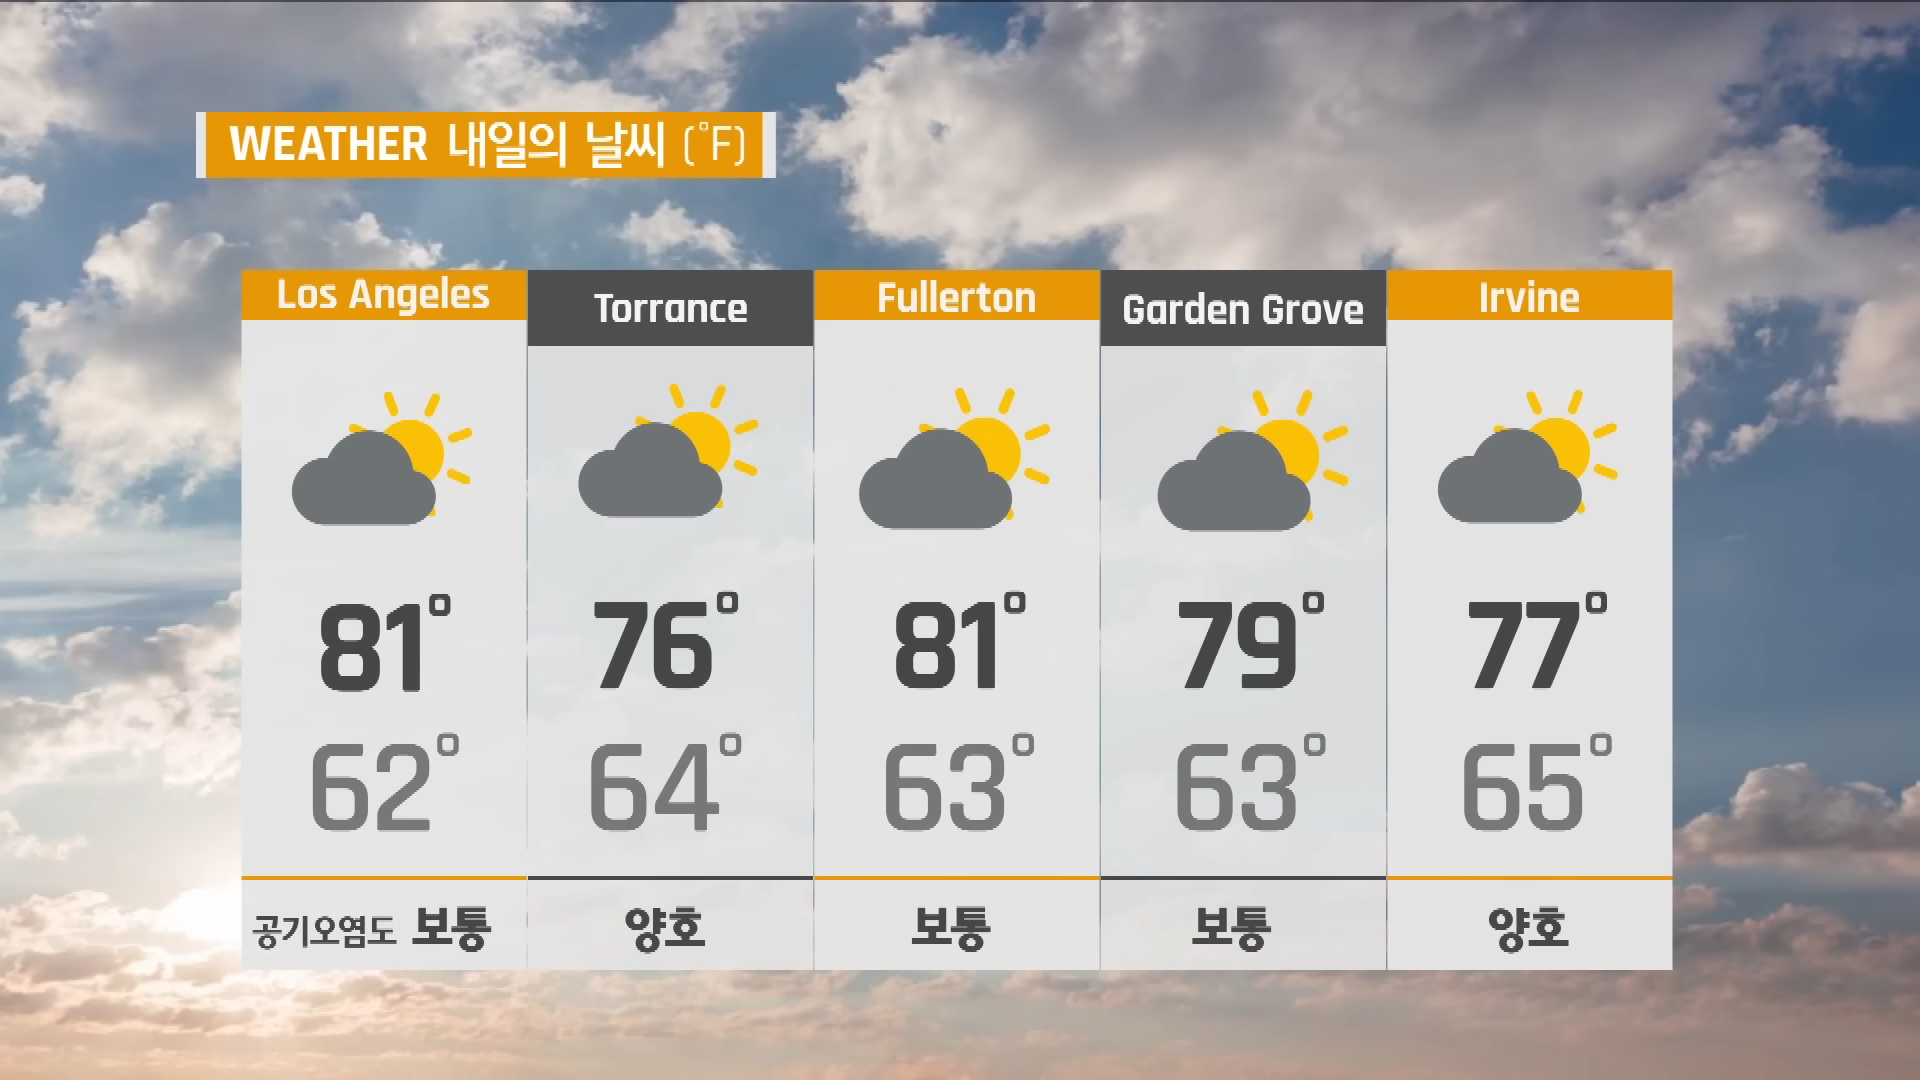 WEATHER 내일의 날씨 (°F)
Los Angeles Torrance Fullerton Garden Grove Irvine
81° 76° 81° 79° 77°
62° 64° 63° 63° 65°
공기오염도 보통 양호 보통 보통 양호